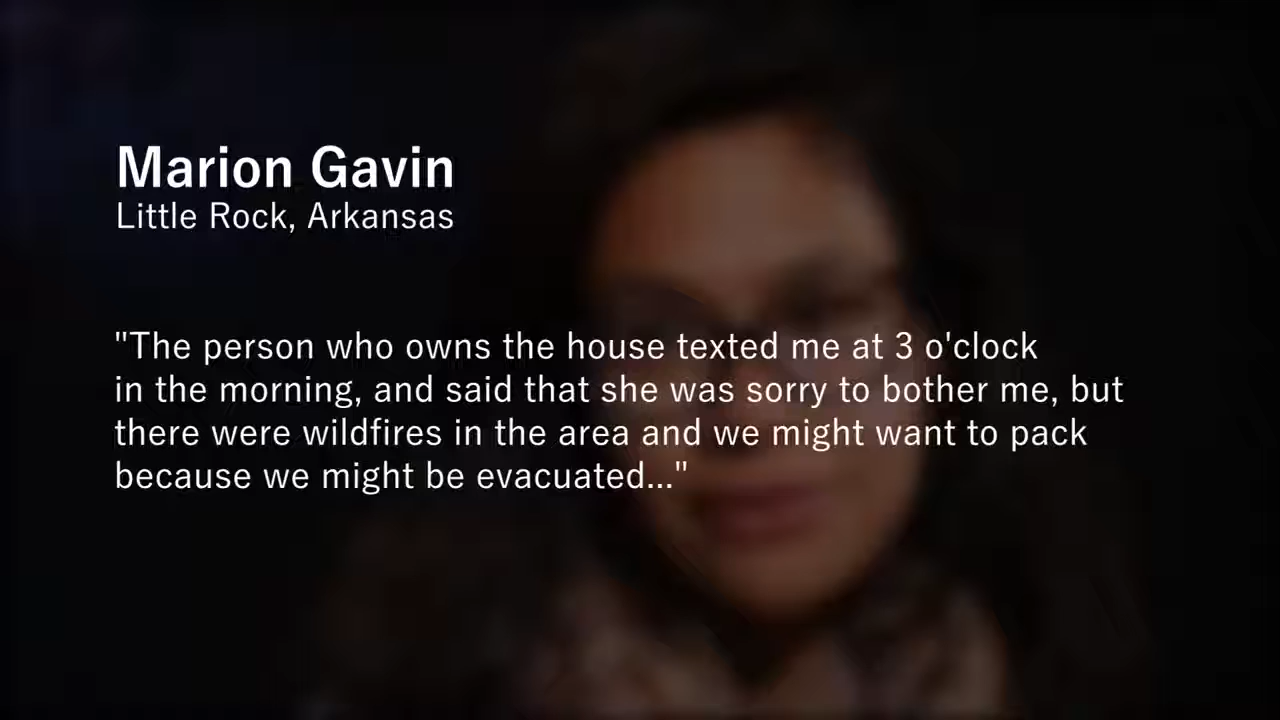 Marion Gavin
Little Rock, Arkansas
"The person who owns the house texted me at 3 o'clock
in the morning, and said that she was sorry to bother me, but
there were wildfires in the area and we might want to pack
because we might be evacuated..."